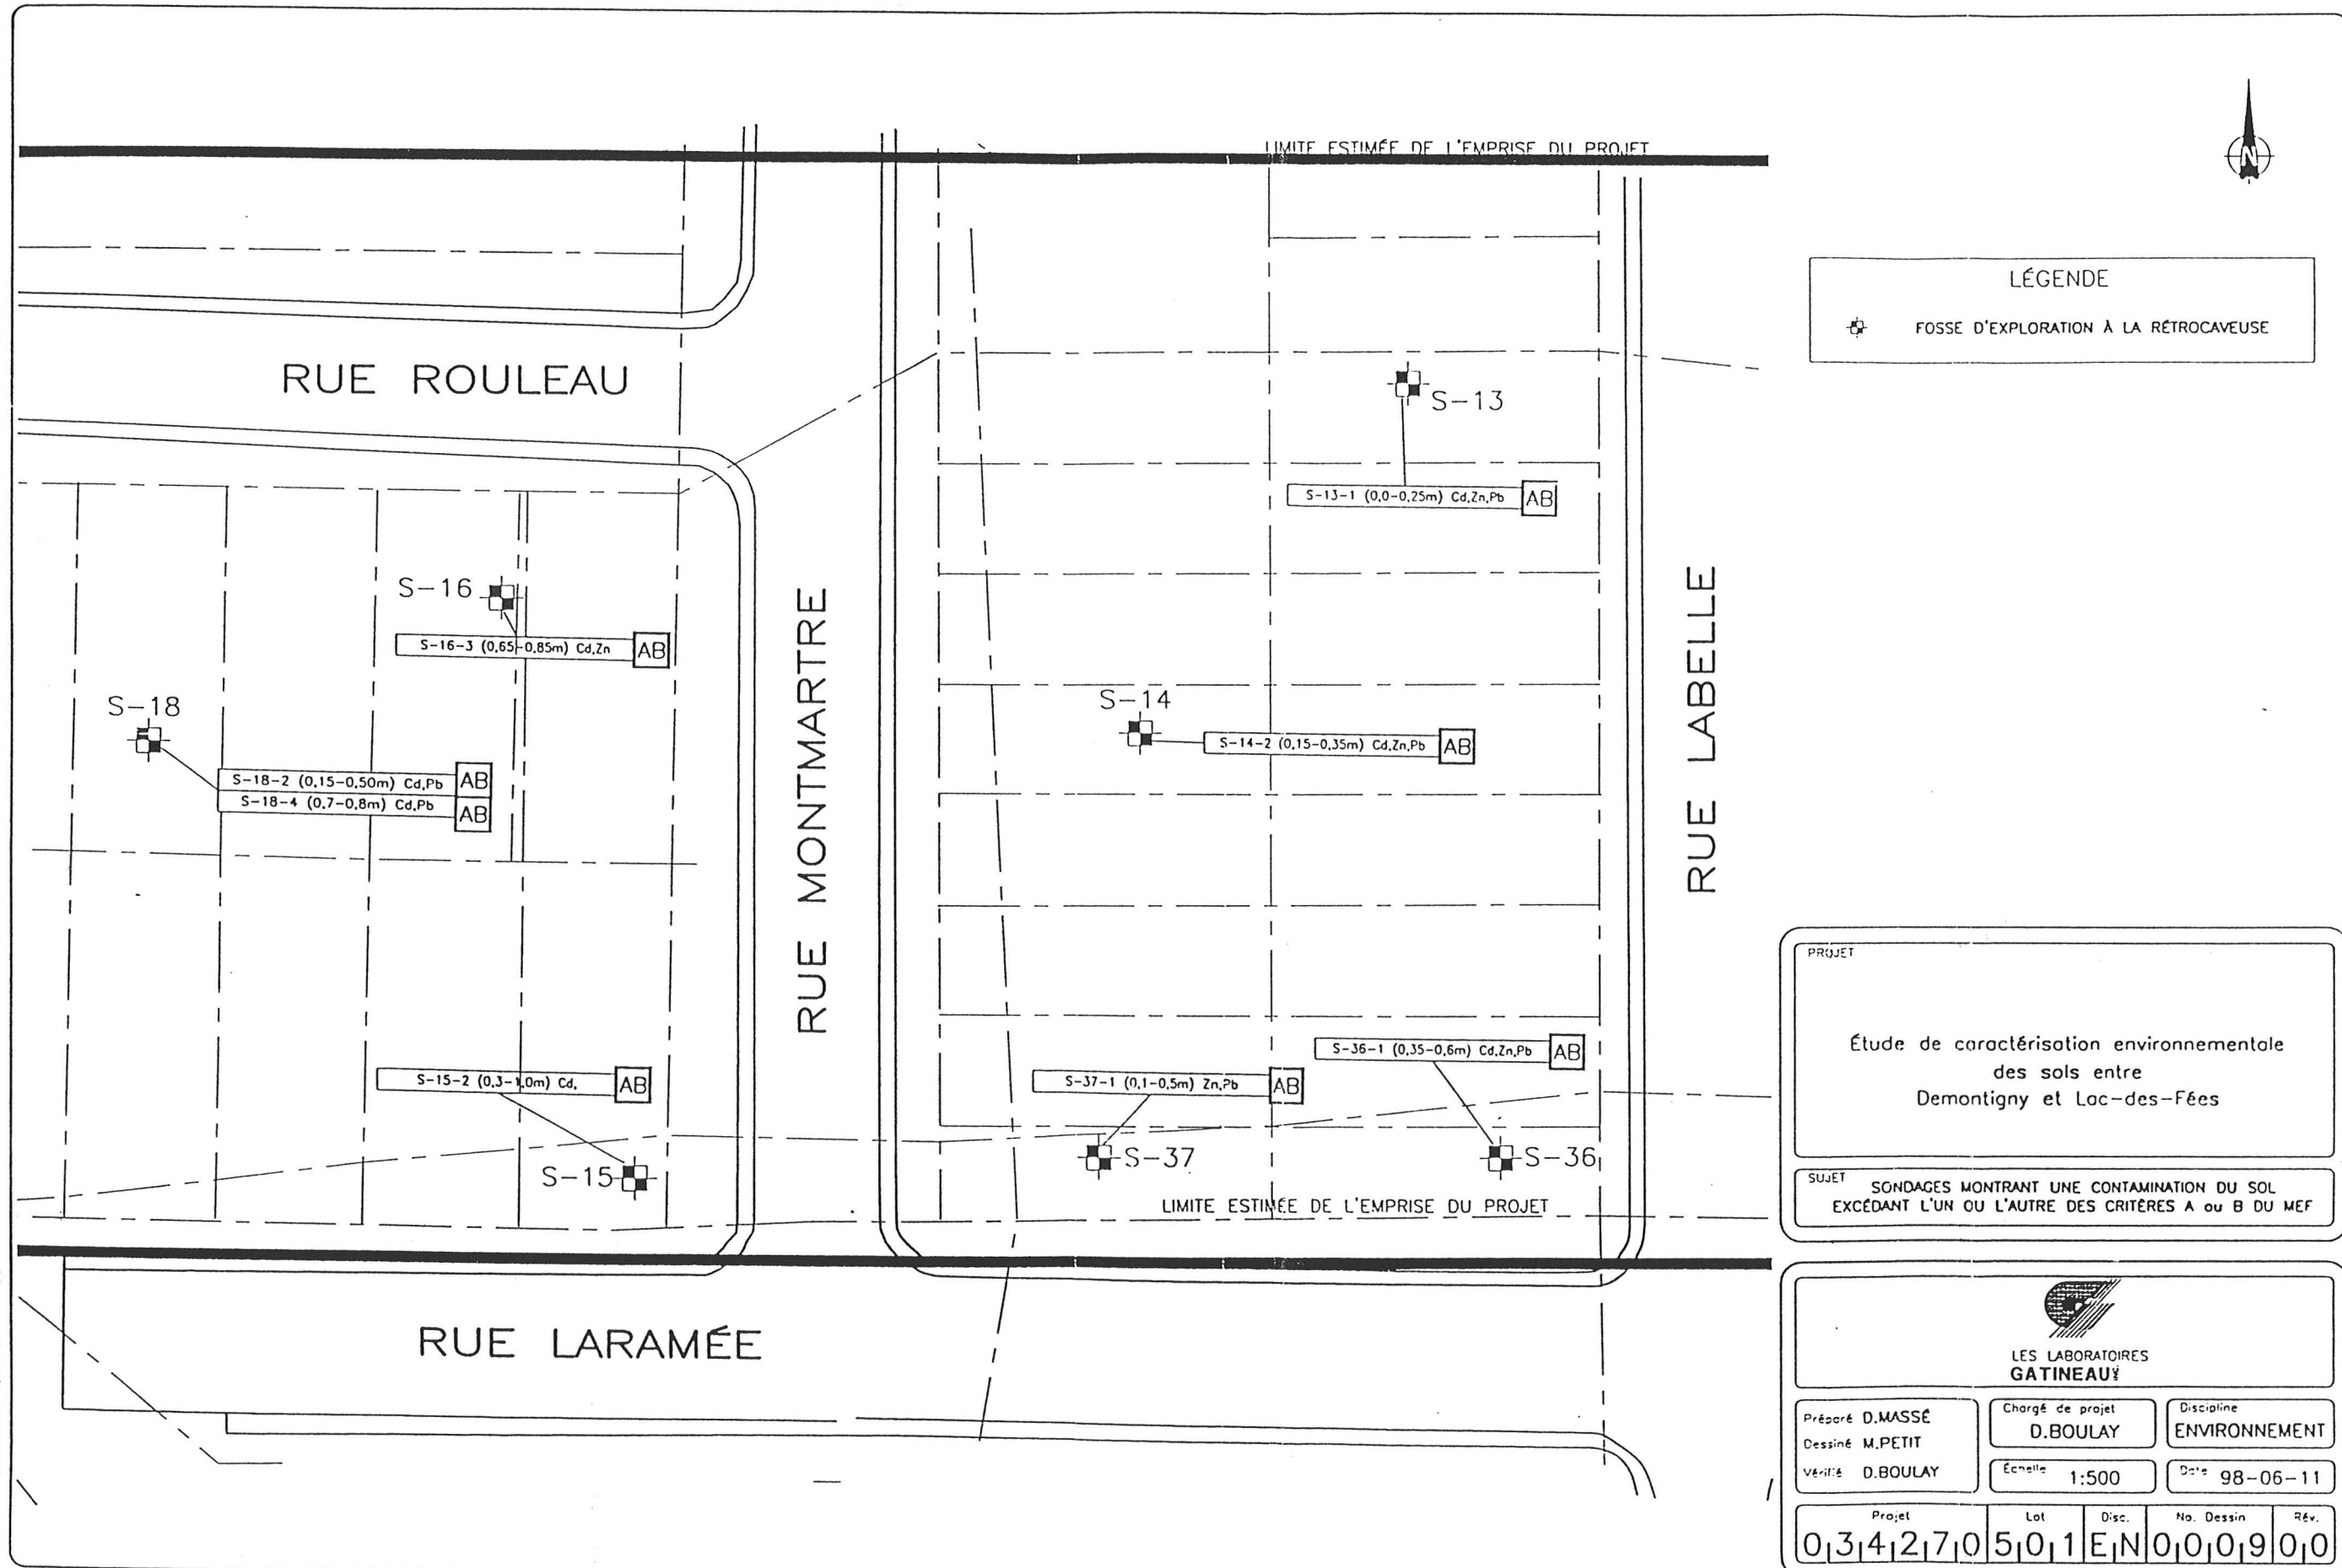 LIMITE ESTIMÉE DE L'EMPRISE DU PROJET
N
LÉGENDE
FOSSE D'EXPLORATION À LA RÉTROCAVEUSE
RUE ROULEAU
S-13
S-13-1 (0,0-0,25m) Cd,Zn,Pb AB
S-16
S-16-3 (0,65-0,85m) Cd,Zn AB
RUE MONTMARTRE
RUE LABELLE
S-14
S-14-2 (0,15-0,35m) Cd,Zn,Pb AB
S-18
S-18-2 (0,15-0,50m) Cd,Pb AB
S-18-4 (0,7-0,8m) Cd,Pb AB
S-36-1 (0,35-0,6m) Cd,Zn,Pb AB
S-15-2 (0,3-1,0m) Cd, AB
S-37-1 (0,1-0,5m) Zn,Pb AB
S-15
S-37
S-36
LIMITE ESTIMÉE DE L'EMPRISE DU PROJET
RUE LARAMÉE
PROJET
Étude de caractérisation environnementale
des sols entre
Demontigny et Lac-des-Fées
SUJET
SONDAGES MONTRANT UNE CONTAMINATION DU SOL
EXCÉDANT L'UN OU L'AUTRE DES CRITÈRES A ou B DU MEF
LES LABORATOIRES
GATINEAU
Préparé D.MASSÉ
Dessiné M.PETIT
Vérifié D.BOULAY
Chargé de projet
D.BOULAY
Discipline
ENVIRONNEMENT
Échelle 1:500
Date 98-06-11
Projet
034270
Lot
501
Disc.
EN
No. Dessin
0009
Rév.
00